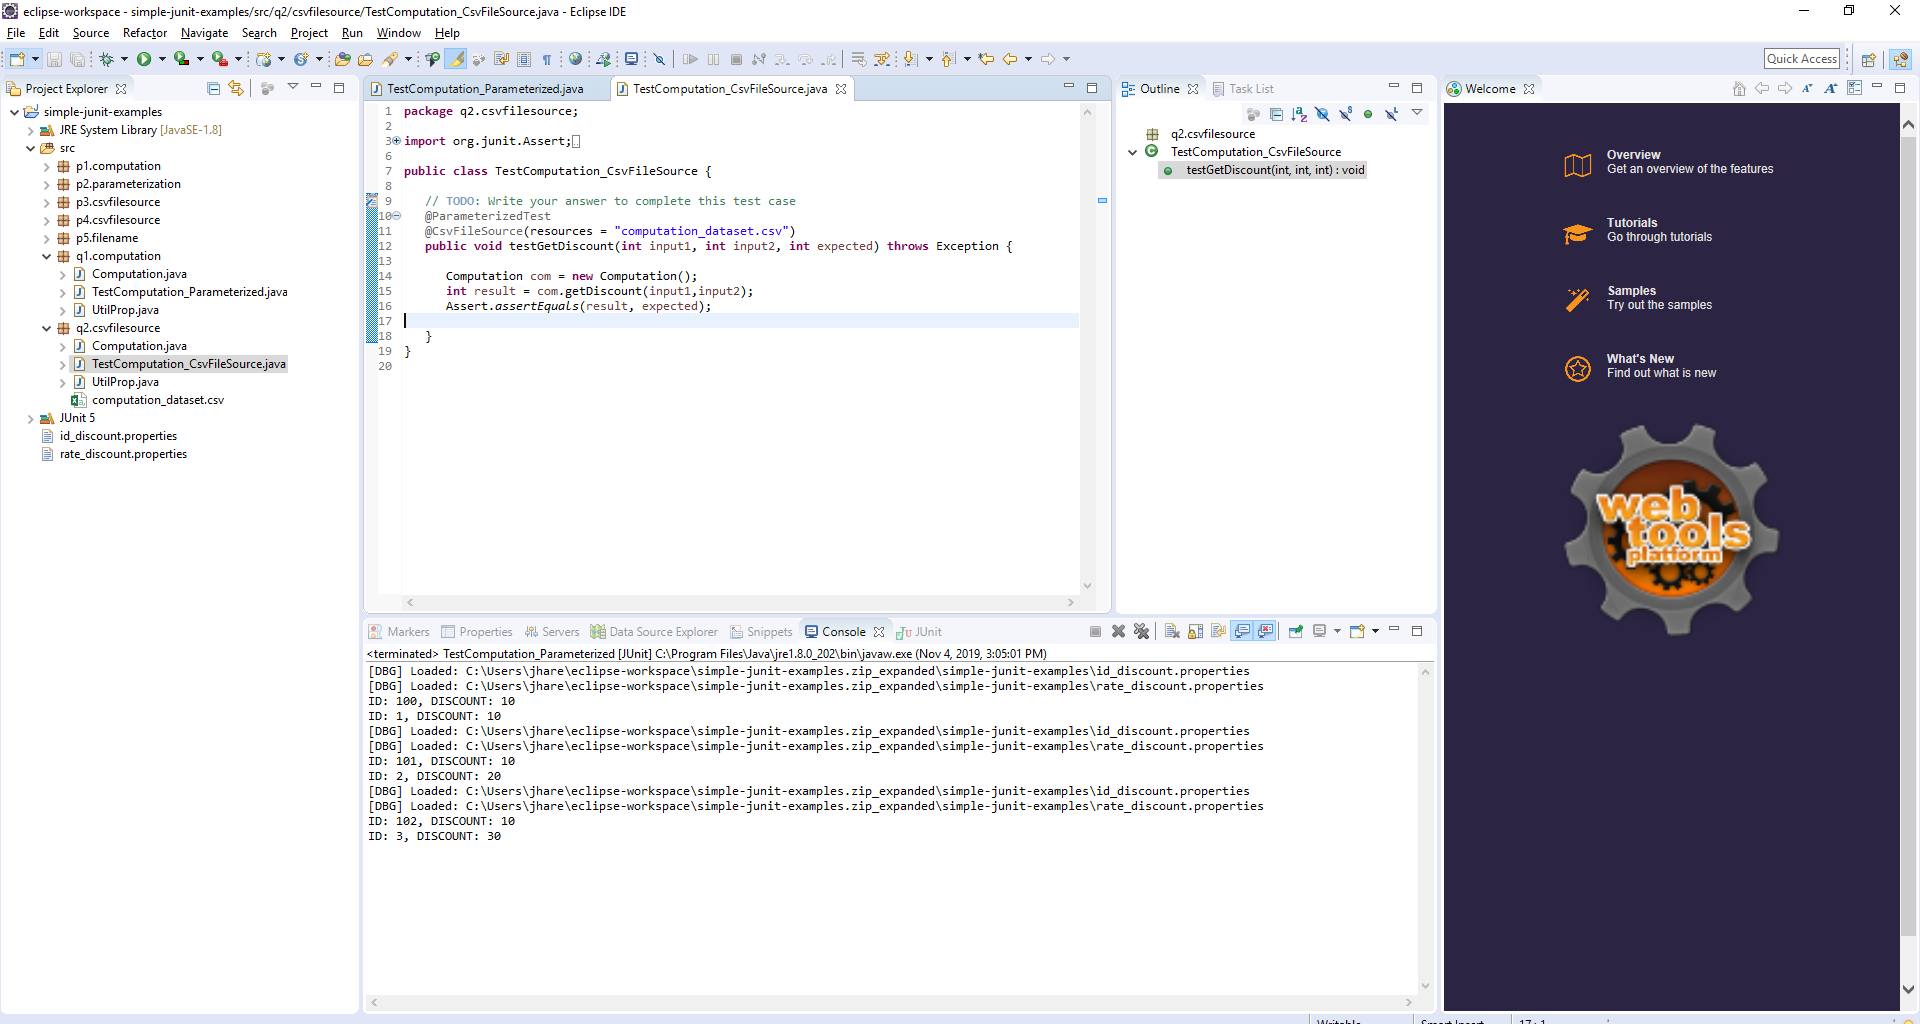 eclipse-workspace - simple-junit-examples/src/q2/csvfilesource/TestComputation_CsvFileSource.java - Eclipse IDE
File Edit Source Refactor Navigate Search Project Run Window Help
Quick Access
Project Explorer
simple-junit-examples
JRE System Library [JavaSE-1.8]
src
p1.computation
p2.parameterization
p3.csvfilesource
p4.csvfilesource
p5.filename
q1.computation
Computation.java
TestComputation_Parameterized.java
UtilProp.java
q2.csvfilesource
Computation.java
TestComputation_CsvFileSource.java
UtilProp.java
computation_dataset.csv
JUnit 5
id_discount.properties
rate_discount.properties
TestComputation_Parameterized.java TestComputation_CsvFileSource.java
1 package q2.csvfilesource;
2
3 import org.junit.Assert;
6
7 public class TestComputation_CsvFileSource {
8
9 // TODO: Write your answer to complete this test case
10 @ParameterizedTest
11 @CsvFileSource(resources = "computation_dataset.csv")
12 public void testGetDiscount(int input1, int input2, int expected) throws Exception {
13
14 Computation com = new Computation();
15 int result = com.getDiscount(input1,input2);
16 Assert.assertEquals(result, expected);
17
18 }
19 }
20
Outline Task List
q2.csvfilesource
TestComputation_CsvFileSource
testGetDiscount(int, int, int) : void
Welcome
Overview
Get an overview of the features
Tutorials
Go through tutorials
Samples
Try out the samples
What's New
Find out what is new
web
tools
platform
Markers Properties Servers Data Source Explorer Snippets Console JUnit
<terminated> TestComputation_Parameterized [JUnit] C:\Program Files\Java\jre1.8.0_202\bin\javaw.exe (Nov 4, 2019, 3:05:01 PM)
[DBG] Loaded: C:\Users\jhare\eclipse-workspace\simple-junit-examples.zip_expanded\simple-junit-examples\id_discount.properties
[DBG] Loaded: C:\Users\jhare\eclipse-workspace\simple-junit-examples.zip_expanded\simple-junit-examples\rate_discount.properties
ID: 100, DISCOUNT: 10
ID: 1, DISCOUNT: 10
[DBG] Loaded: C:\Users\jhare\eclipse-workspace\simple-junit-examples.zip_expanded\simple-junit-examples\id_discount.properties
[DBG] Loaded: C:\Users\jhare\eclipse-workspace\simple-junit-examples.zip_expanded\simple-junit-examples\rate_discount.properties
ID: 101, DISCOUNT: 10
ID: 2, DISCOUNT: 20
[DBG] Loaded: C:\Users\jhare\eclipse-workspace\simple-junit-examples.zip_expanded\simple-junit-examples\id_discount.properties
[DBG] Loaded: C:\Users\jhare\eclipse-workspace\simple-junit-examples.zip_expanded\simple-junit-examples\rate_discount.properties
ID: 102, DISCOUNT: 10
ID: 3, DISCOUNT: 30
Writable Smart Insert 17 : 1